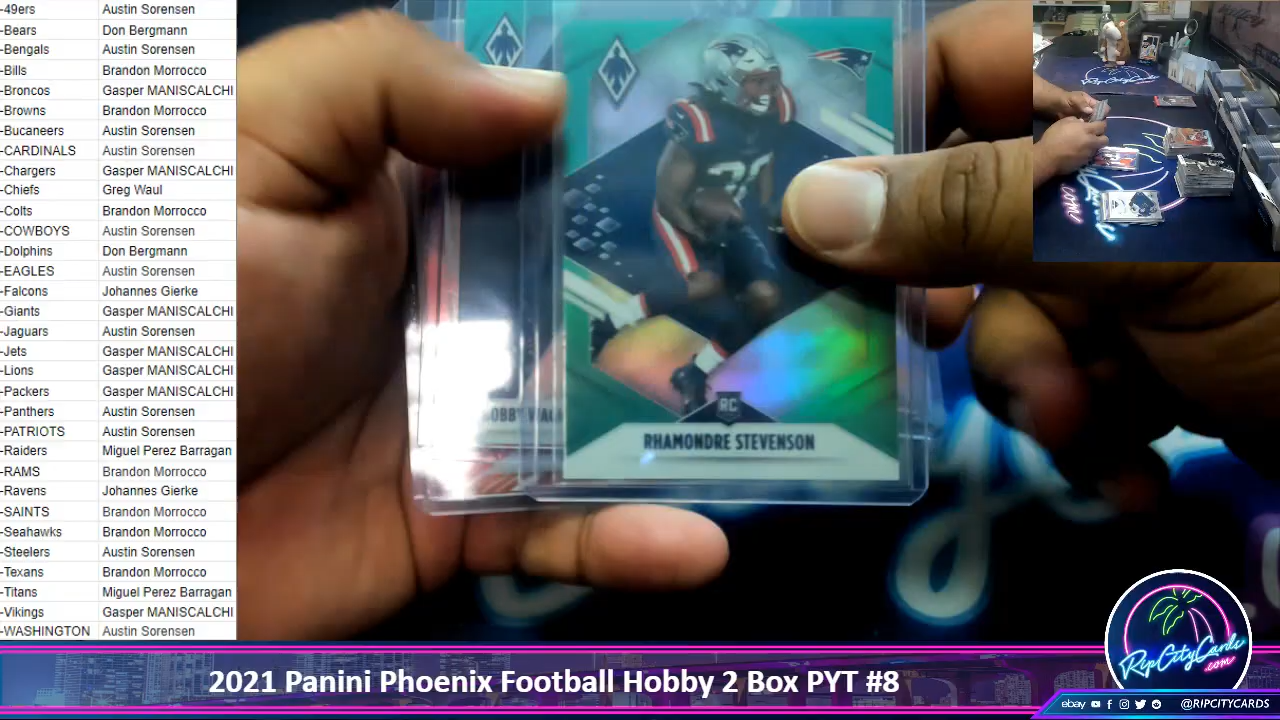 -49ers Austin Sorensen
-Bears Don Bergmann
-Bengals Austin Sorensen
-Bills Brandon Morrocco
-Broncos Gasper MANISCALCHI
-Browns Brandon Morrocco
-Bucaneers Austin Sorensen
-CARDINALS Austin Sorensen
-Chargers Gasper MANISCALCHI
-Chiefs Greg Waul
-Colts Brandon Morrocco
-COWBOYS Austin Sorensen
-Dolphins Don Bergmann
-EAGLES Austin Sorensen
-Falcons Johannes Gierke
-Giants Gasper MANISCALCHI
-Jaguars Austin Sorensen
-Jets Gasper MANISCALCHI
-Lions Gasper MANISCALCHI
-Packers Gasper MANISCALCHI
-Panthers Austin Sorensen
-PATRIOTS Austin Sorensen
-Raiders Miguel Perez Barragan
-RAMS Brandon Morrocco
-Ravens Johannes Gierke
-SAINTS Brandon Morrocco
-Seahawks Brandon Morrocco
-Steelers Austin Sorensen
-Texans Brandon Morrocco
-Titans Miguel Perez Barragan
-Vikings Gasper MANISCALCHI
-WASHINGTON Austin Sorensen
RC
RHAMONDRE STEVENSON
RipCityCards
.com
2021 Panini Phoenix Football Hobby 2 Box PYT #8
ebay @RIPCITYCARDS